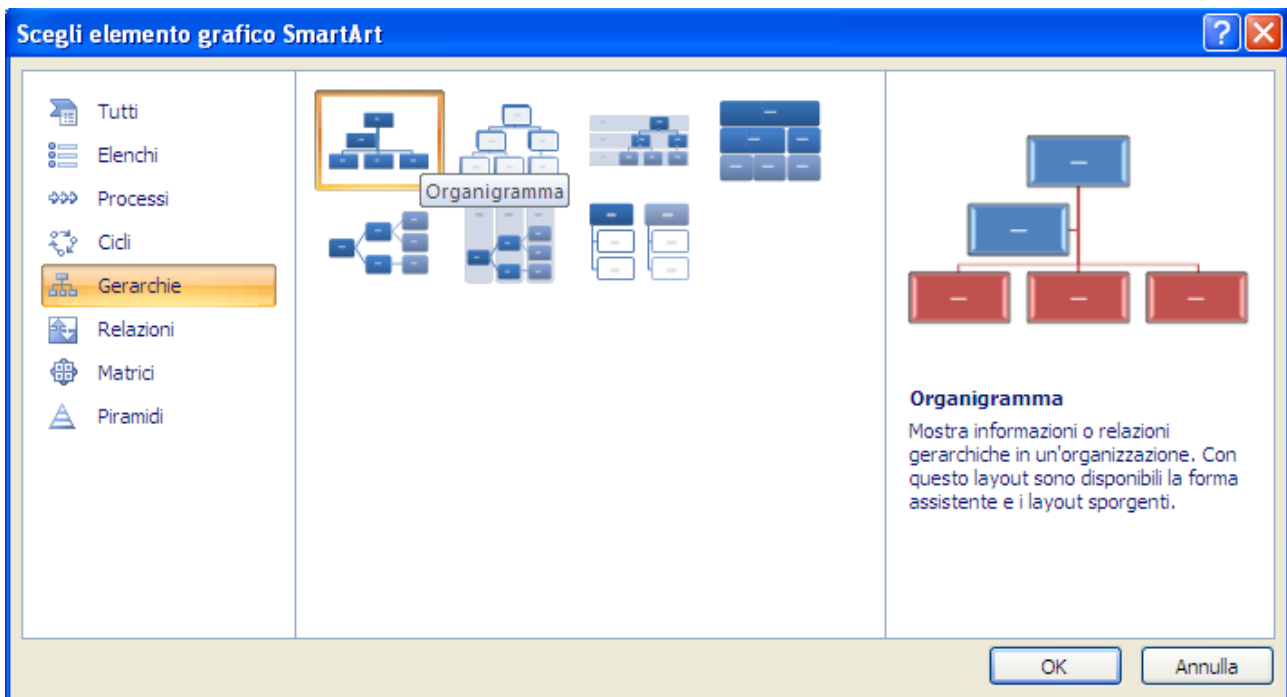 Scegli elemento grafico SmartArt
Tutti
Elenchi
Processi
Cicli
Gerarchie
Relazioni
Matrici
Piramidi
Organigramma
Organigramma
Mostra informazioni o relazioni
gerarchiche in un'organizzazione. Con
questo layout sono disponibili la forma
assistente e i layout sporgenti.
OK
Annulla